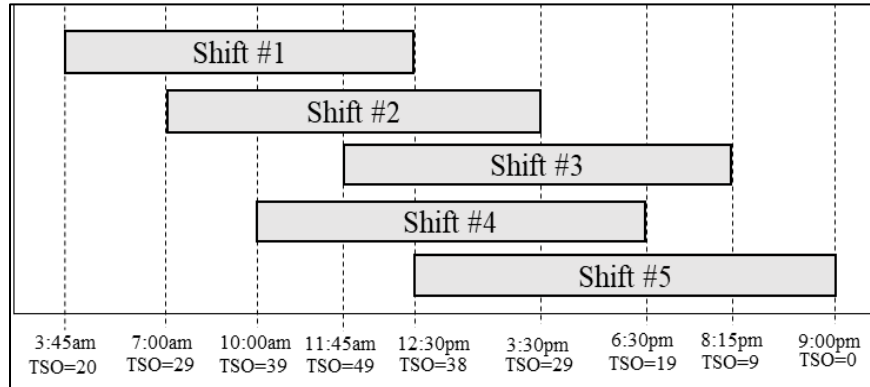 Shift #1
Shift #2
Shift #3
Shift #4
Shift #5
3:45am 7:00am 10:00am 11:45am 12:30pm 3:30pm 6:30pm 8:15pm 9:00pm
TSO=20 TSO=29 TSO=39 TSO=49 TSO=38 TSO=29 TSO=19 TSO=9 TSO=0